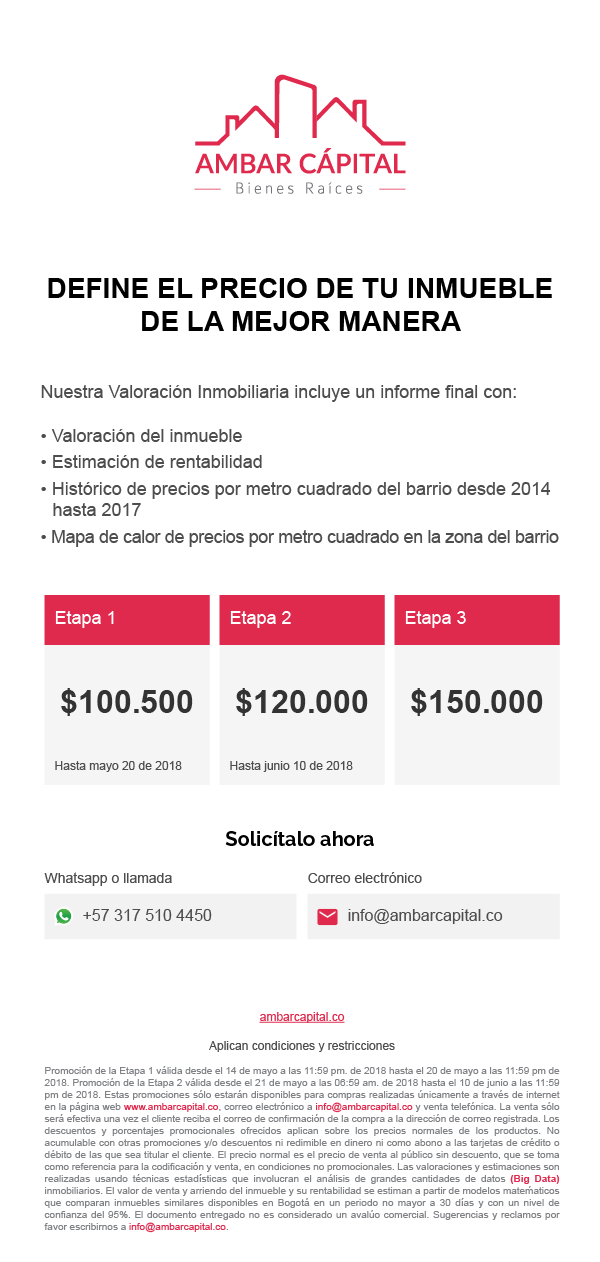 AMBAR CÁPITAL
Bienes Raíces
DEFINE EL PRECIO DE TU INMUEBLE
DE LA MEJOR MANERA
Nuestra Valoración Inmobiliaria incluye un informe final con:
• Valoración del inmueble
• Estimación de rentabilidad
• Histórico de precios por metro cuadrado del barrio desde 2014
hasta 2017
• Mapa de calor de precios por metro cuadrado en la zona del barrio
Etapa 1
$100.500
Hasta mayo 20 de 2018
Etapa 2
$120.000
Hasta junio 10 de 2018
Etapa 3
$150.000
Solicítalo ahora
Whatsapp o llamada
+57 317 510 4450
Correo electrónico
info@ambarcapital.co
ambarcapital.co
Aplican condiciones y restricciones
Promoción de la Etapa 1 válida desde el 14 de mayo a las 11:59 pm. de 2018 hasta el 20 de mayo a las 11:59 pm de
2018. Promoción de la Etapa 2 válida desde el 21 de mayo a las 06:59 am. de 2018 hasta el 10 de junio a las 11:59
pm de 2018. Estas promociones sólo estarán disponibles para compras realizadas únicamente a través de internet
en la página web www.ambarcapital.co, correo electrónico a info@ambarcapital.co y venta telefónica. La venta sólo
será efectiva una vez el cliente reciba el correo de confirmación de la compra a la dirección de correo registrada. Los
descuentos y porcentajes promocionales ofrecidos aplican sobre los precios normales de los productos. No
acumulable con otras promociones y/o descuentos ni redimible en dinero ni como abono a las tarjetas de crédito o
débito de las que sea titular el cliente. El precio normal es el precio de venta al público sin descuento, que se toma
como referencia para la codificación y venta, en condiciones no promocionales. Las valoraciones y estimaciones son
realizadas usando técnicas estadísticas que involucran el análisis de grandes cantidades de datos (Big Data)
inmobiliarios. El valor de venta y arriendo del inmueble y su rentabilidad se estiman a partir de modelos matemáticos
que comparan inmuebles similares disponibles en Bogotá en un periodo no mayor a 30 días y con un nivel de
confianza del 95%. El documento entregado no es considerado un avalúo comercial. Sugerencias y reclamos por
favor escribirnos a info@ambarcapital.co.